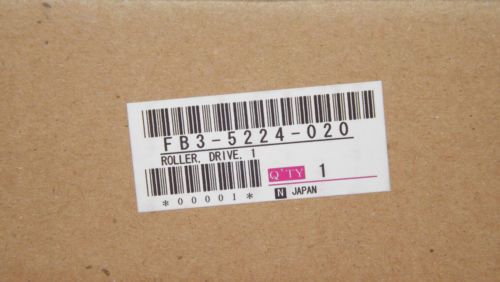 FB3-5224-020
ROLLER, DRIVE, 1
Q'TY 1
*00001*
N JAPAN